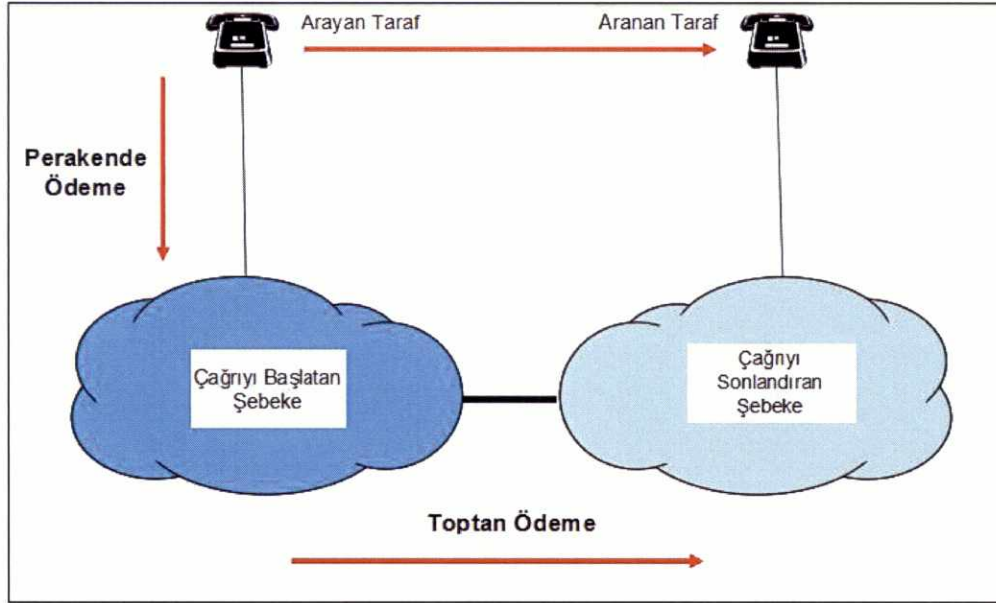 Arayan Taraf
Aranan Taraf
Perakende
Ödeme
Çağrıyı Başlatan
Şebeke
Çağrıyı
Sonlandıran
Şebeke
Toptan Ödeme